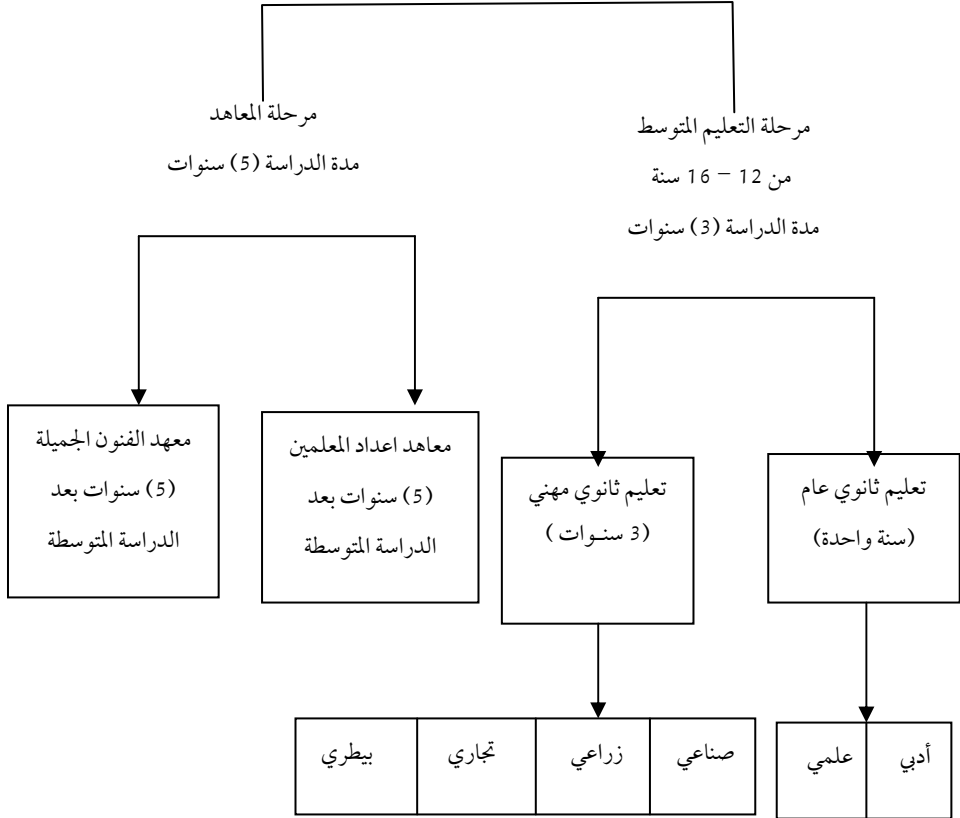 مرحلة التعليم المتوسط
من 12 – 16 سنة
مدة الدراسة (3) سنوات
مرحلة المعاهد
مدة الدراسة (5) سنوات
تعليم ثانوي عام
(سنة واحدة)
تعليم ثانوي مهني
(3 سنـوات )
معاهد اعداد المعلمين
(5) سنوات بعد
الدراسة المتوسطة
معهد الفنون الجميلة
(5) سنوات بعد
الدراسة المتوسطة
أدبي
علمي
صناعي
زراعي
تجاري
بيطري